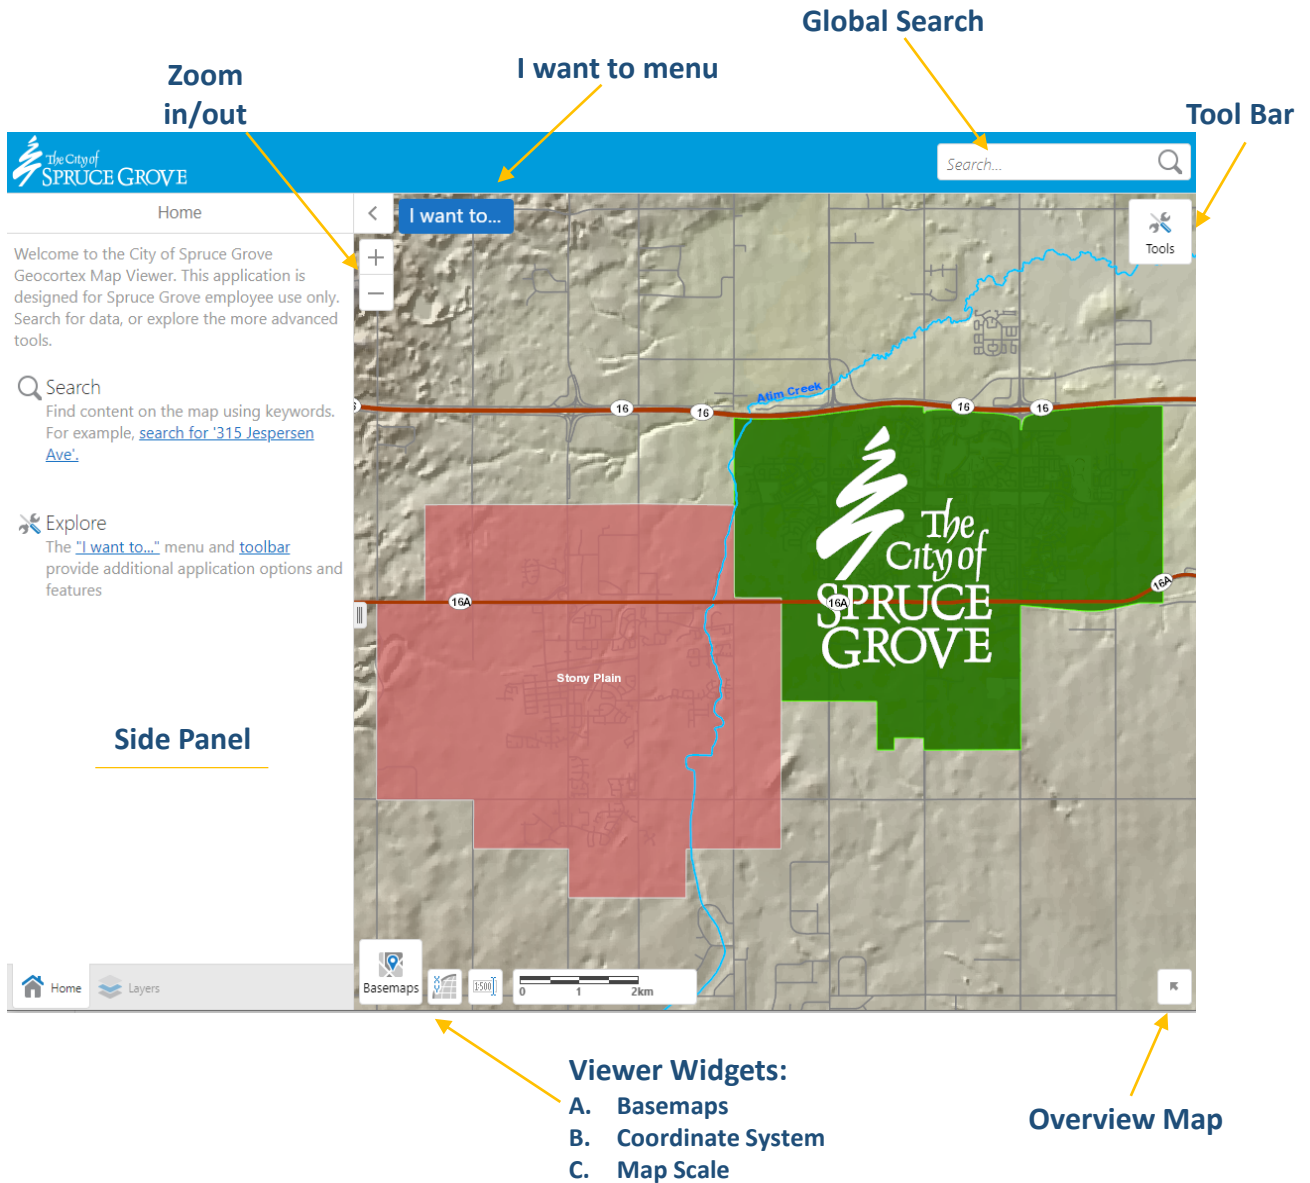 Global Search
I want to menu
Zoom
in/out
Tool Bar
The City of
SPRUCE GROVE
Search...
Home
I want to...
Tools
Welcome to the City of Spruce Grove
Geocortex Map Viewer. This application is
designed for Spruce Grove employee use only.
Search for data, or explore the more advanced
tools.
Search
Find content on the map using keywords.
For example, search for '315 Jespersen
Ave'.
Explore
The "I want to..." menu and toolbar
provide additional application options and
features
Side Panel
Atim Creek
16
16
16
16
The
City of
SPRUCE
GROVE
16A
16A
16A
Stony Plain
Home
Layers
Basemaps
X
Y
1:500
0 1 2km
Viewer Widgets:
A. Basemaps
B. Coordinate System
C. Map Scale
Overview Map